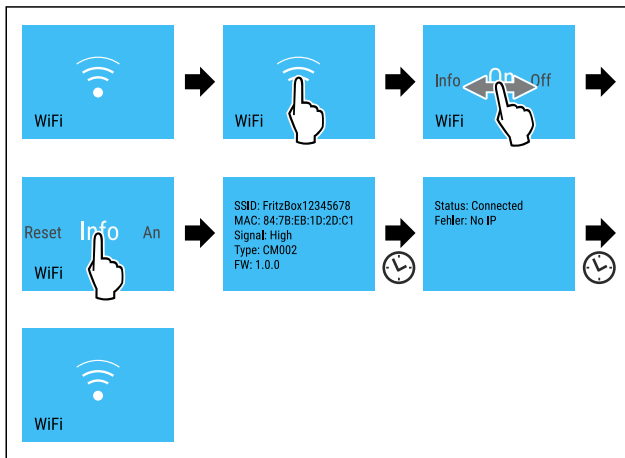 WiFi
WiFi
Info On Off
WiFi
Reset Info An
WiFi
SSID: FritzBox12345678
MAC: 84:7B:EB:1D:2D:C1
Signal: High
Type: CM002
FW: 1.0.0
Status: Connected
Fehler: No IP
WiFi